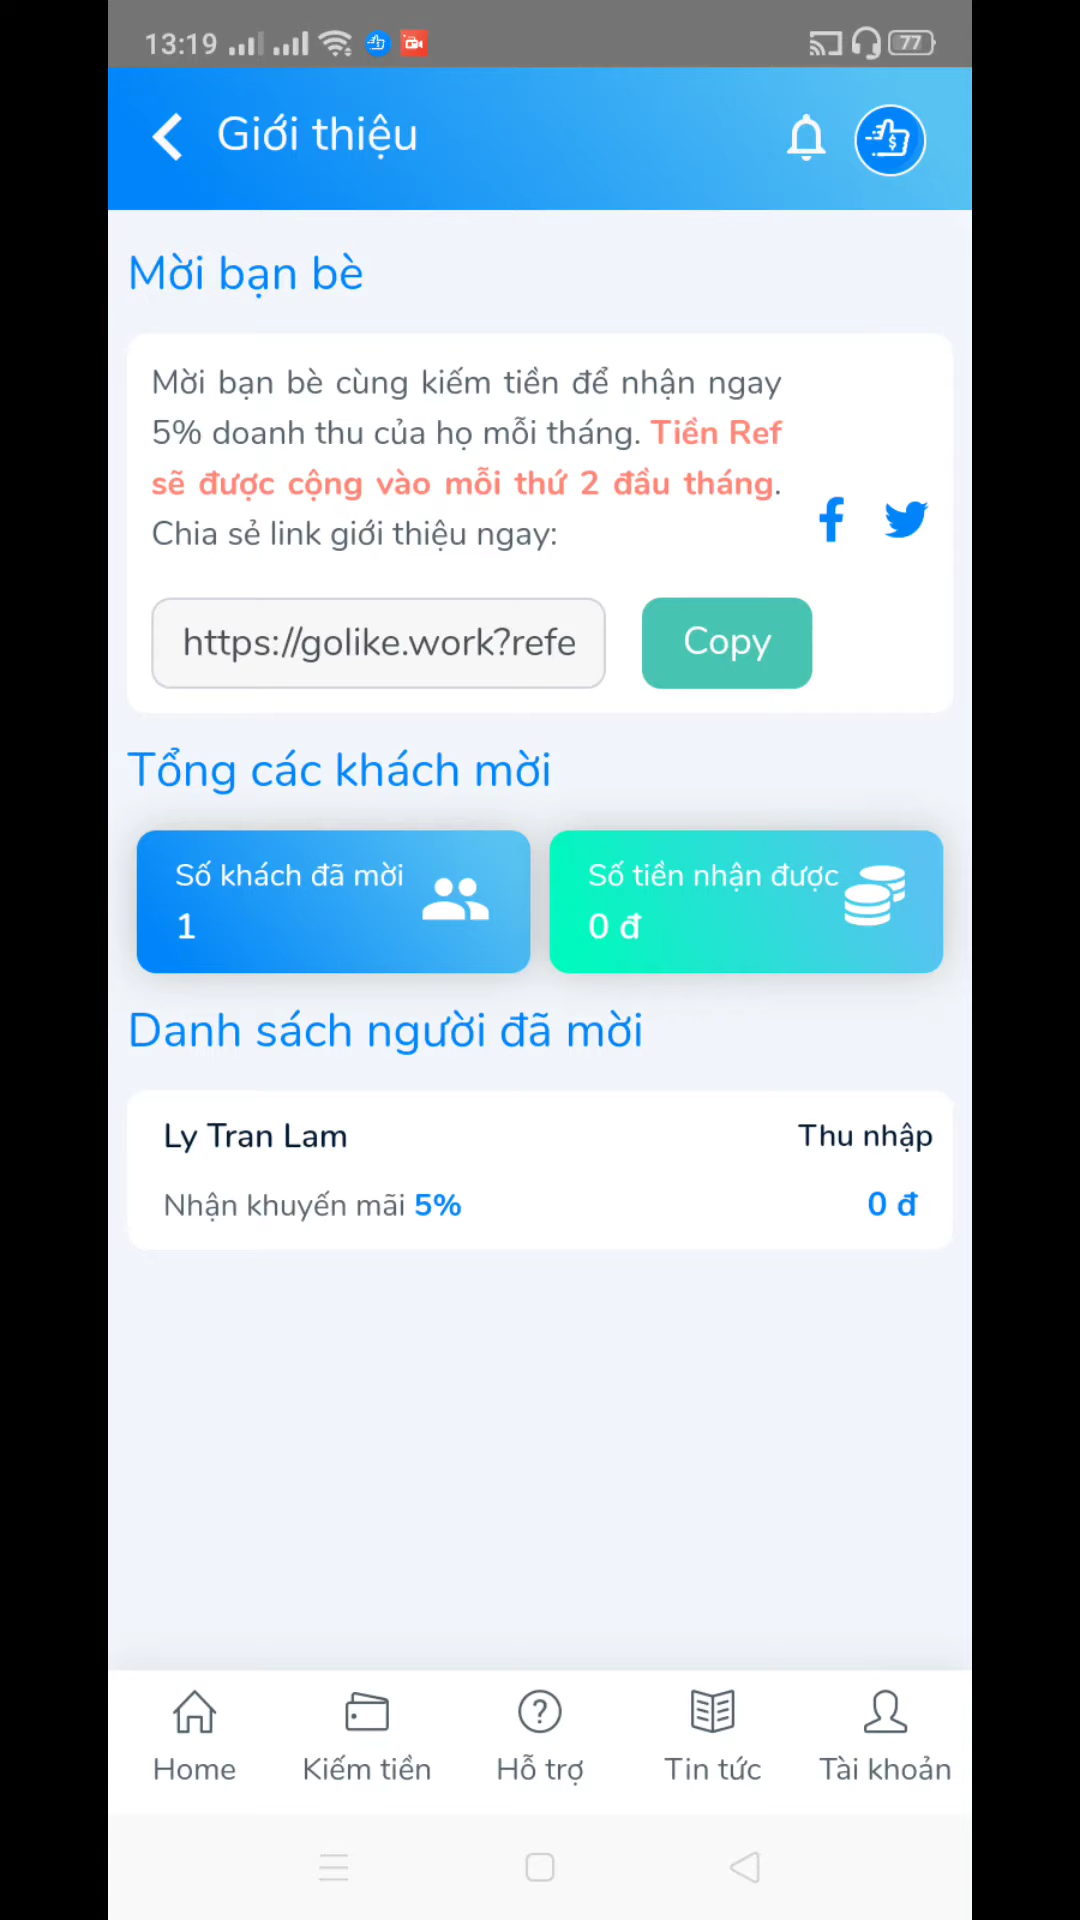 13:19
77
Giới thiệu
Mời bạn bè
Mời bạn bè cùng kiếm tiền để nhận ngay
5% doanh thu của họ mỗi tháng. Tiền Ref
sẽ được cộng vào mỗi thứ 2 đầu tháng.
Chia sẻ link giới thiệu ngay:
https://golike.work?refe
Copy
Tổng các khách mời
Số khách đã mời
1
Số tiền nhận được
0 đ
Danh sách người đã mời
Ly Tran Lam
Thu nhập
Nhận khuyến mãi 5%
0 đ
Home
Kiếm tiền
Hỗ trợ
Tin tức
Tài khoản